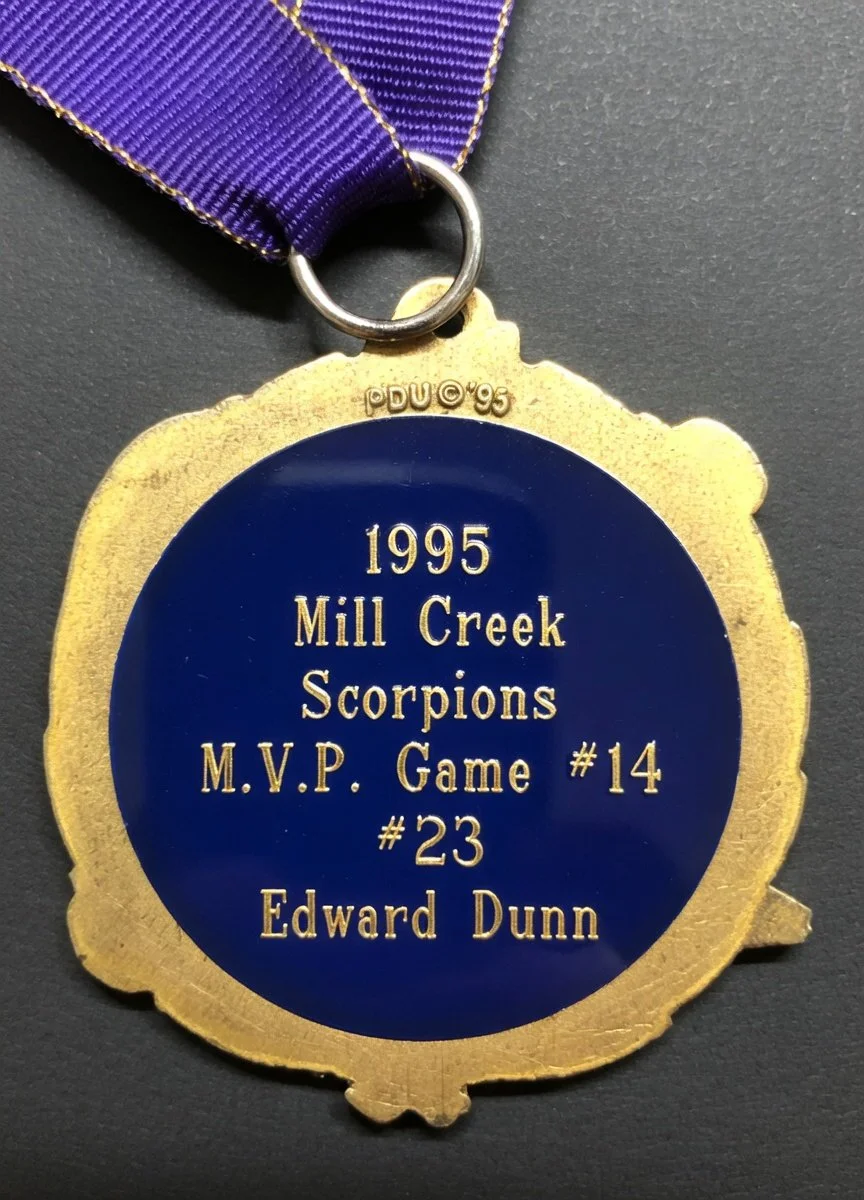 PDU©'95
1995
Mill Creek
Scorpions
M.V.P. Game #14
#23
Edward Dunn